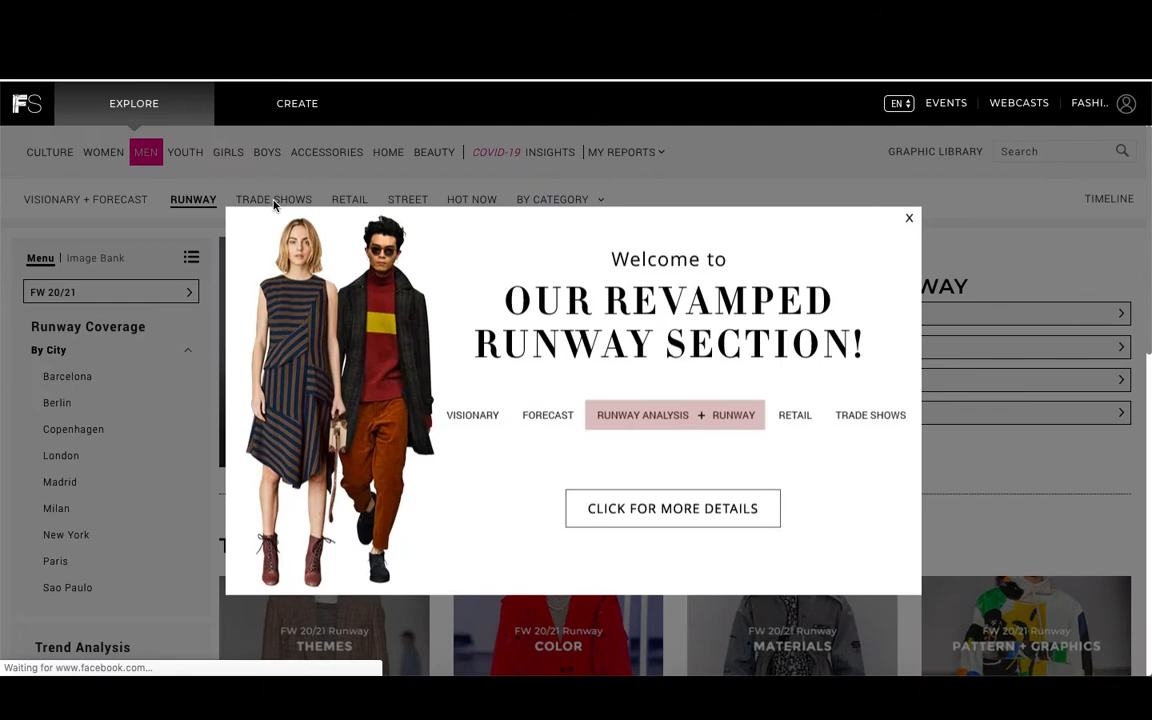 FS
EXPLORE
CREATE
EN
EVENTS
WEBCASTS
FASHI..
CULTURE
WOMEN
MEN
YOUTH
GIRLS
BOYS
ACCESSORIES
HOME
BEAUTY
COVID-19 INSIGHTS
MY REPORTS
GRAPHIC LIBRARY
Search
VISIONARY + FORECAST
RUNWAY
TRADE SHOWS
RETAIL
STREET
HOT NOW
BY CATEGORY
TIMELINE
Menu | Image Bank
FW 20/21
Runway Coverage
By City
Barcelona
Berlin
Copenhagen
London
Madrid
Milan
New York
Paris
Sao Paulo
Trend Analysis
X
Welcome to
OUR REVAMPED
RUNWAY SECTION!
VISIONARY
FORECAST
RUNWAY ANALYSIS + RUNWAY
RETAIL
TRADE SHOWS
CLICK FOR MORE DETAILS
FW 20/21 Runway
THEMES
FW 20/21 Runway
COLOR
FW 20/21 Runway
MATERIALS
FW 20/21 Runway
PATTERN + GRAPHICS
Waiting for www.facebook.com...